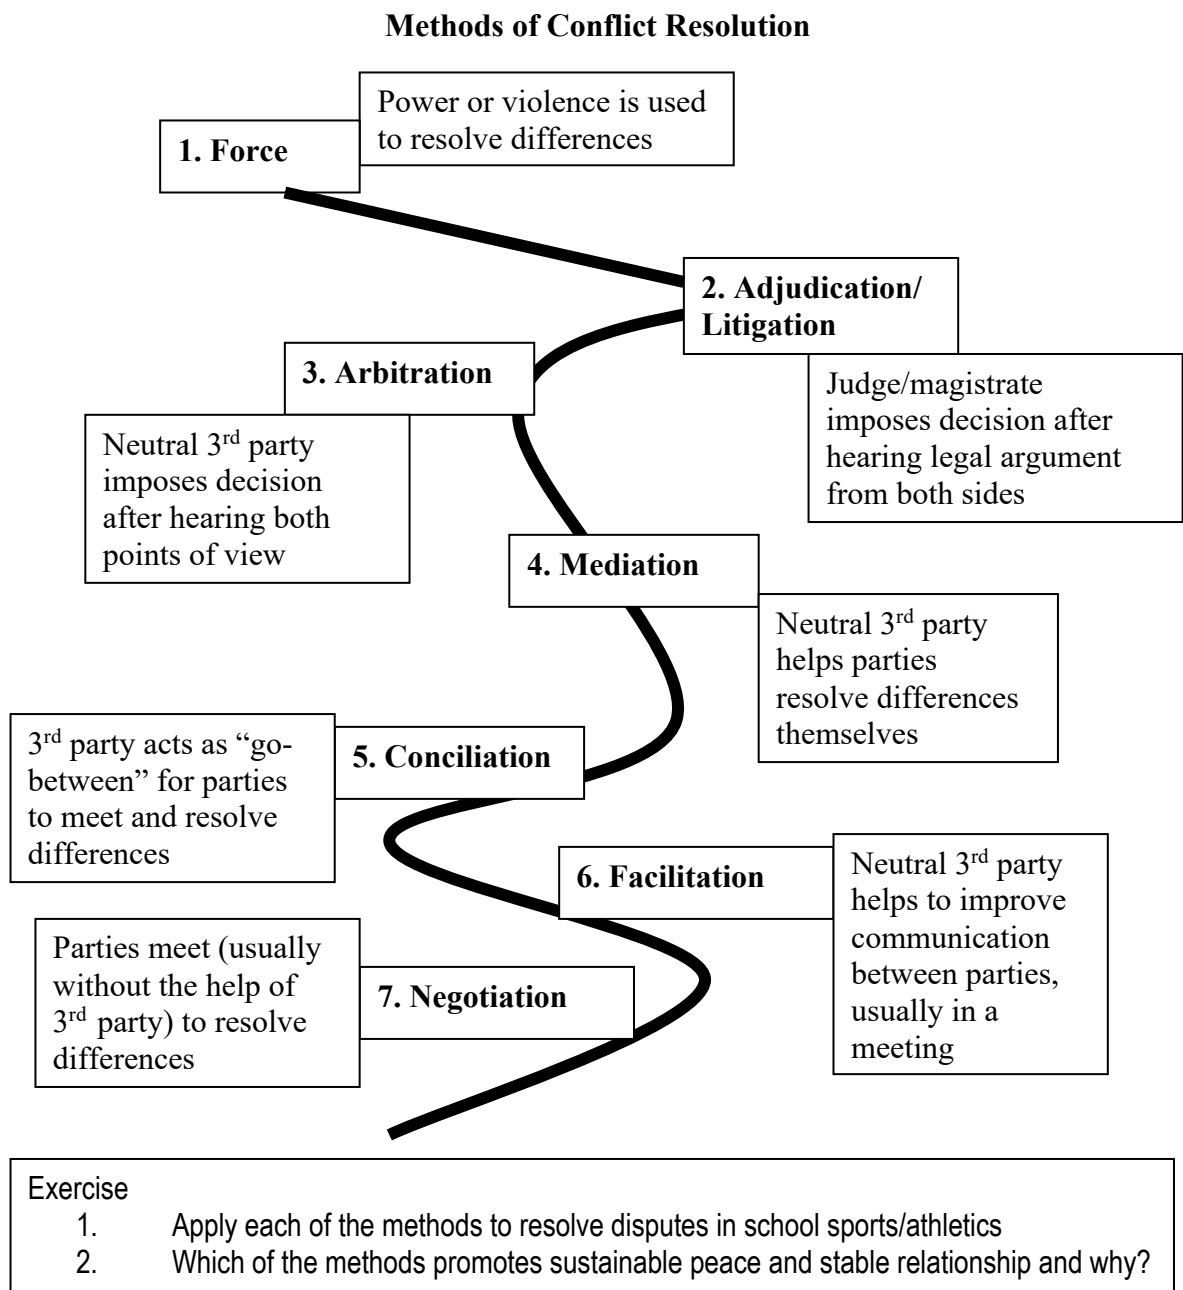 Methods of Conflict Resolution
Power or violence is used
to resolve differences
1. Force
2. Adjudication/
Litigation
Judge/magistrate
imposes decision after
hearing legal argument
from both sides
3. Arbitration
Neutral 3rd party
imposes decision
after hearing both
points of view
4. Mediation
Neutral 3rd party
helps parties
resolve differences
themselves
3rd party acts as “go-
between” for parties
to meet and resolve
differences
5. Conciliation
6. Facilitation
Neutral 3rd party
helps to improve
communication
between parties,
usually in a
meeting
Parties meet (usually
without the help of
3rd party) to resolve
differences
7. Negotiation
Exercise
1. Apply each of the methods to resolve disputes in school sports/athletics
2. Which of the methods promotes sustainable peace and stable relationship and why?